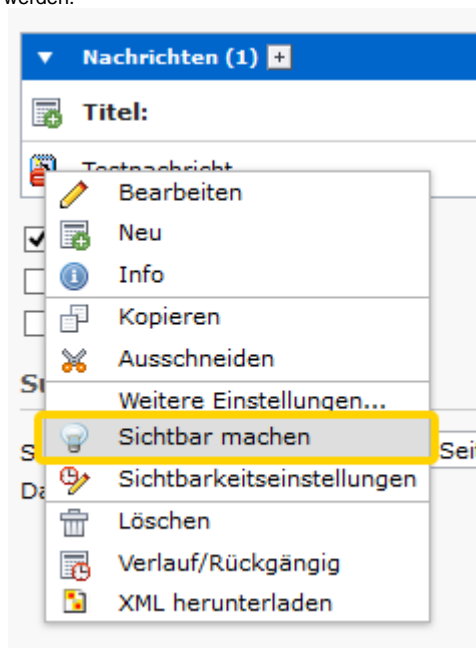 werden.
Nachrichten (1) +
Titel:
Testnachricht
Bearbeiten
Neu
Info
Kopieren
Ausschneiden
Weitere Einstellungen...
Sichtbar machen
Sichtbarkeitseinstellungen
Löschen
Verlauf/Rückgängig
XML herunterladen